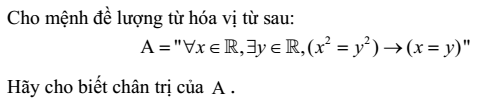 Cho mệnh đề lượng từ hóa vị từ sau:
A = "∀x ∈ ℝ, ∃y ∈ ℝ, (x² = y²) → (x = y)"
Hãy cho biết chân trị của A .